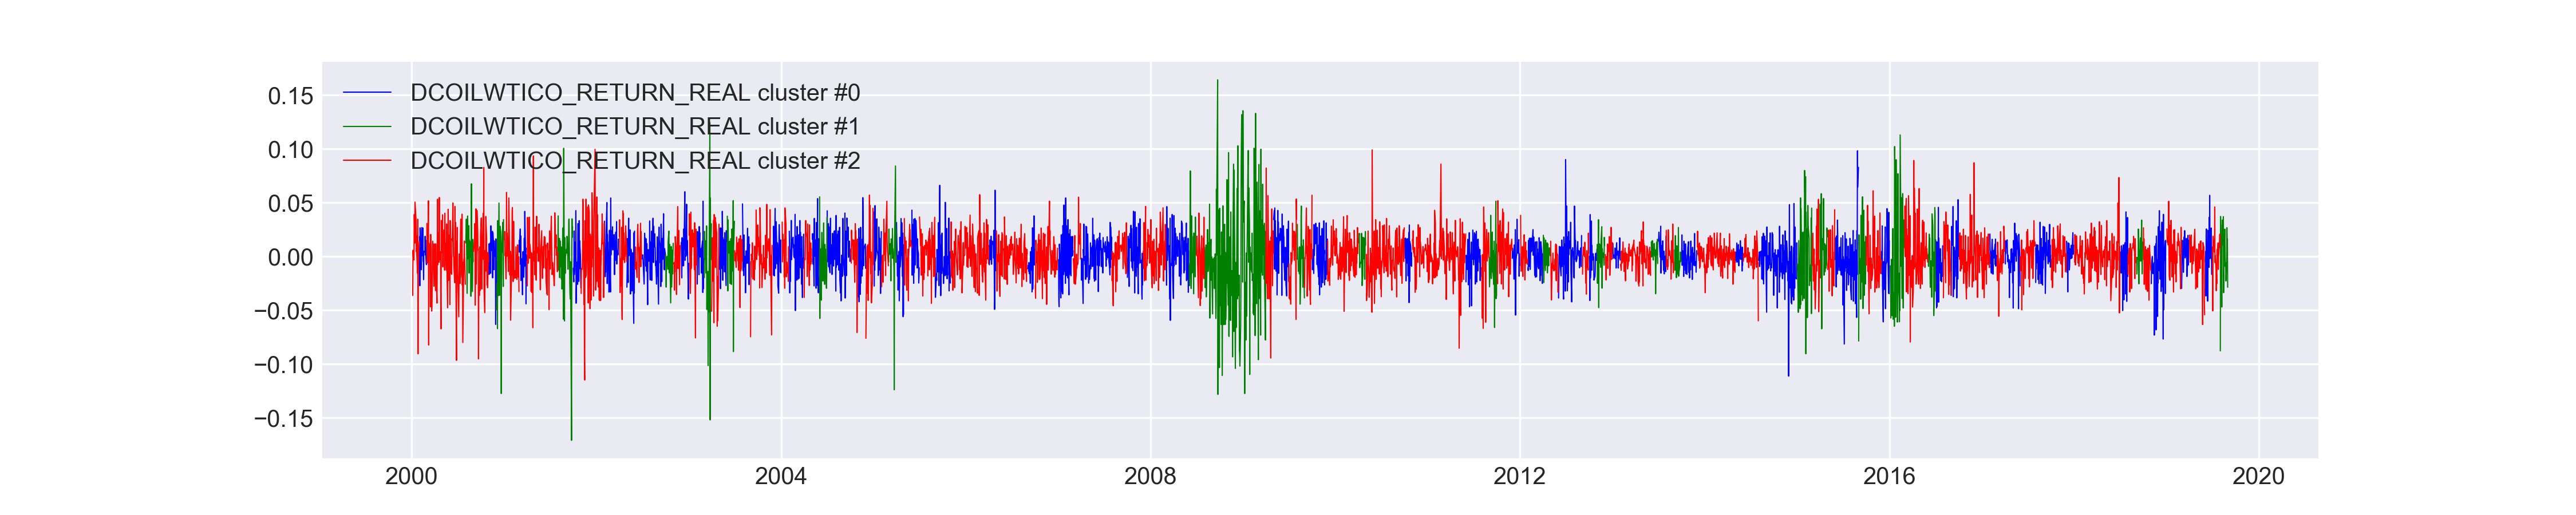 DCOILWTICO_RETURN_REAL cluster #0
DCOILWTICO_RETURN_REAL cluster #1
DCOILWTICO_RETURN_REAL cluster #2
0.15
0.10
0.05
0.00
−0.05
−0.10
−0.15
2000 2004 2008 2012 2016 2020